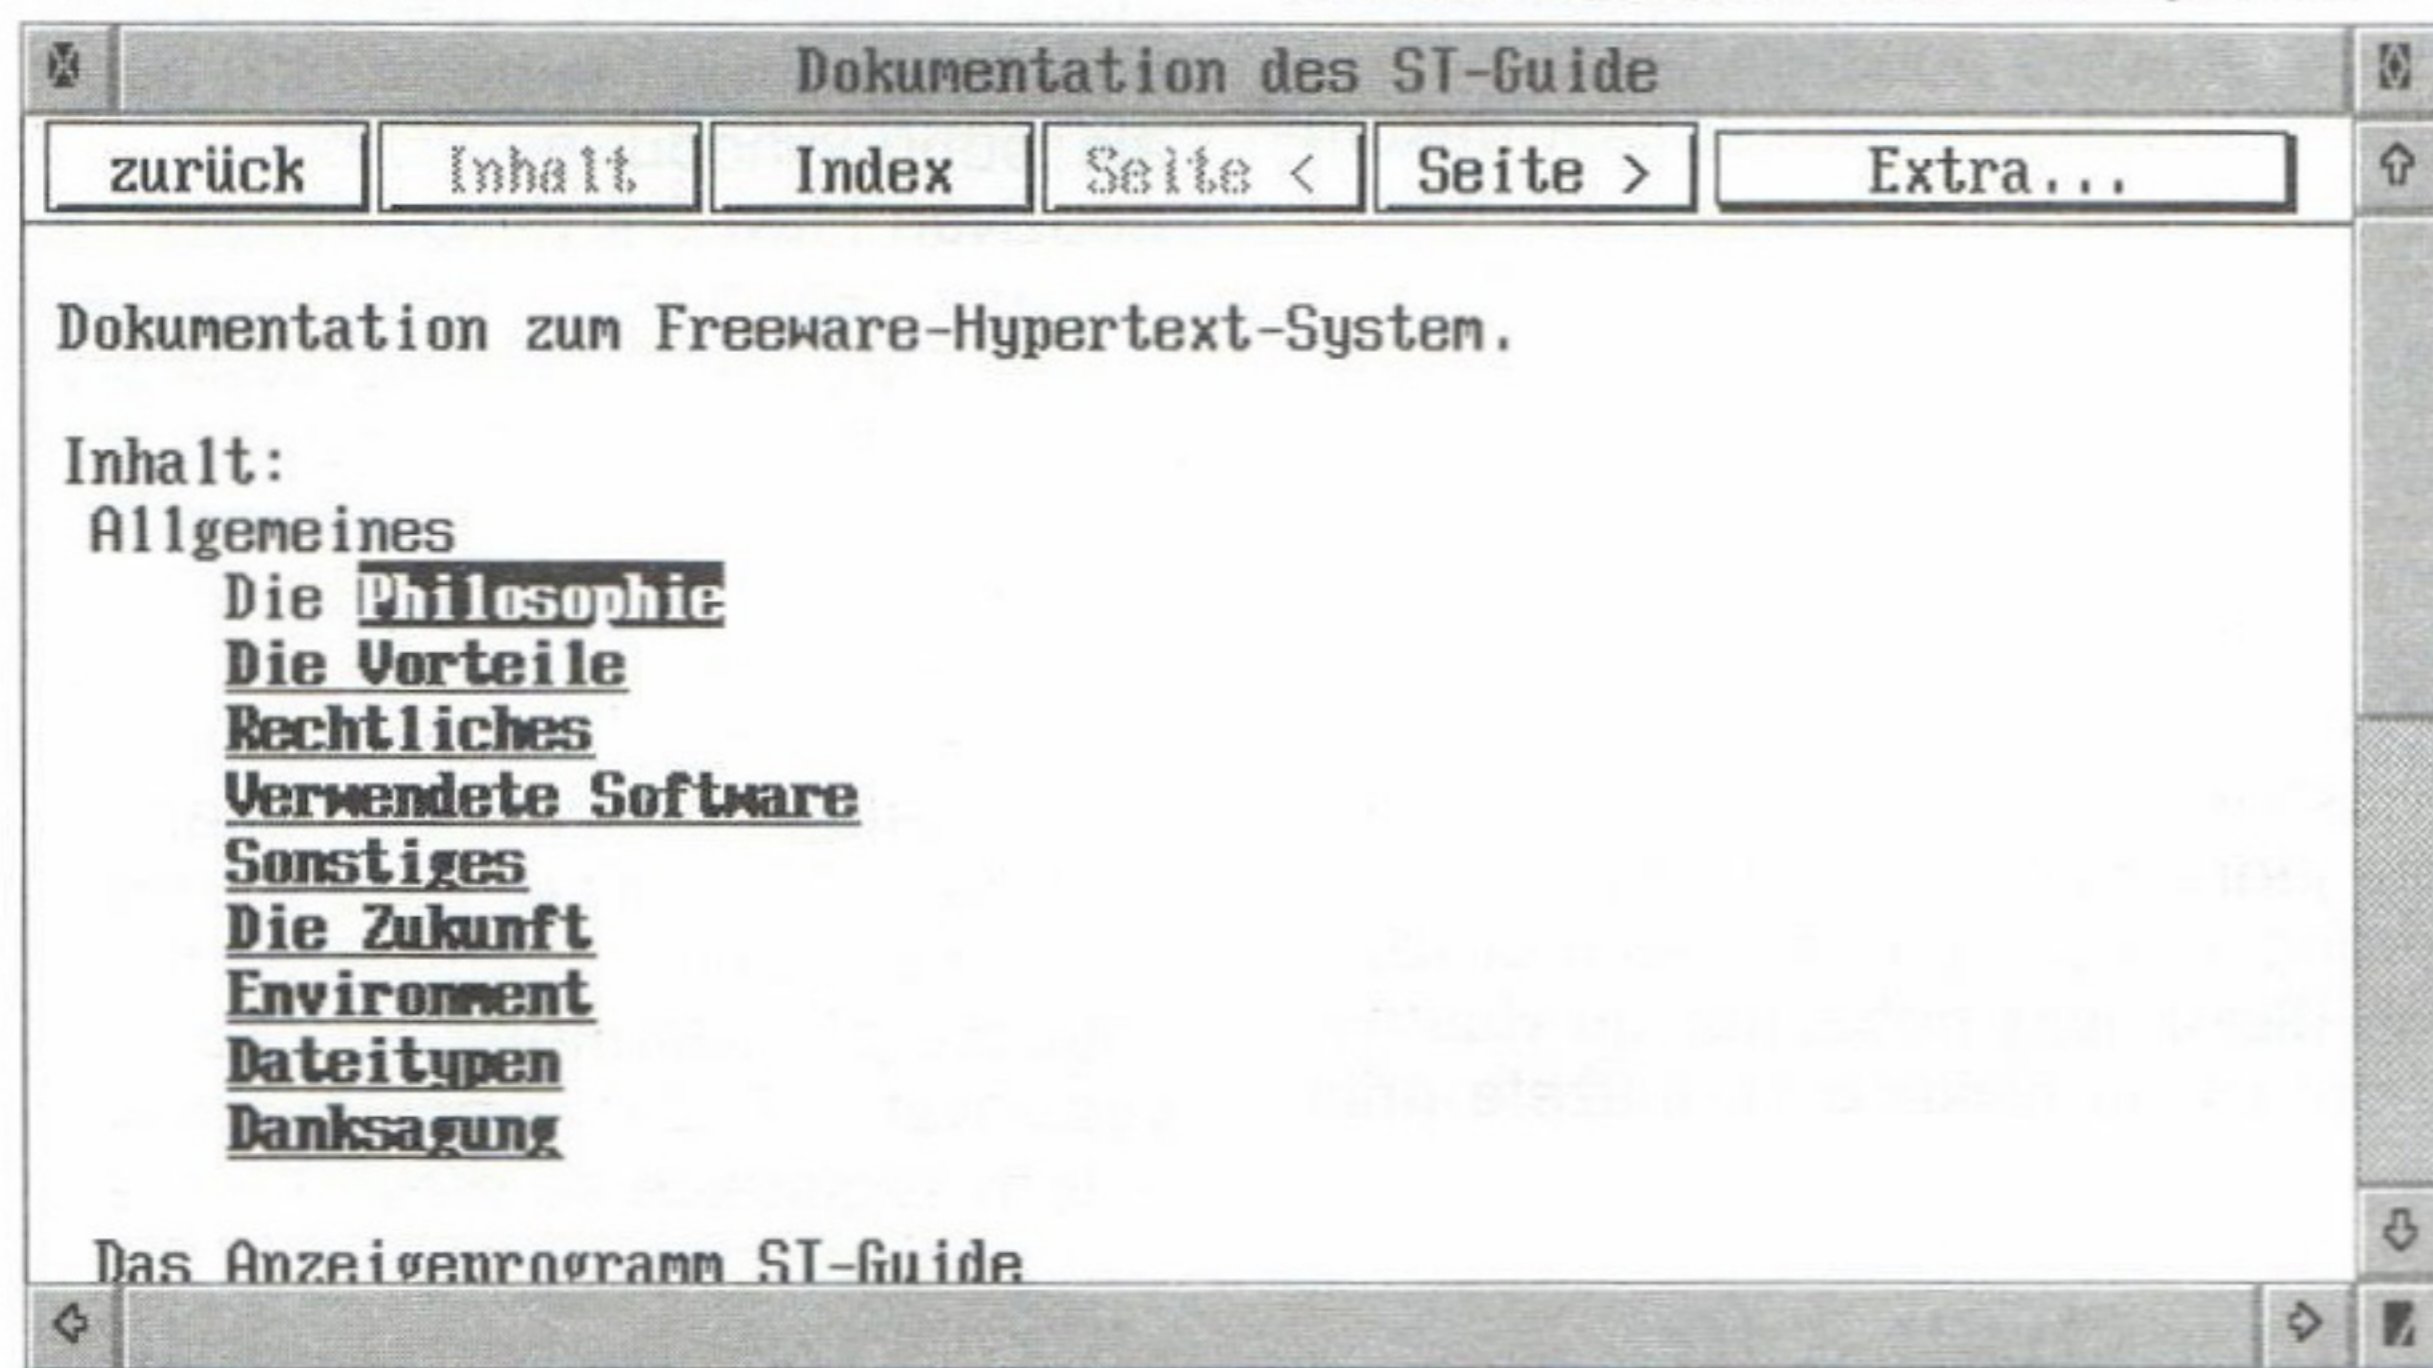 Dokumentation des ST-Guide
zurück Inhalt Index Seite < Seite > Extra...
Dokumentation zum Freeware-Hypertext-System.
Inhalt:
Allgemeines
Die Philosophie
Die Vorteile
Rechtliches
Verwendete Software
Sonstiges
Die Zukunft
Environment
Dateitypen
Danksagung
Das Anzeigenprogramm ST-Guide